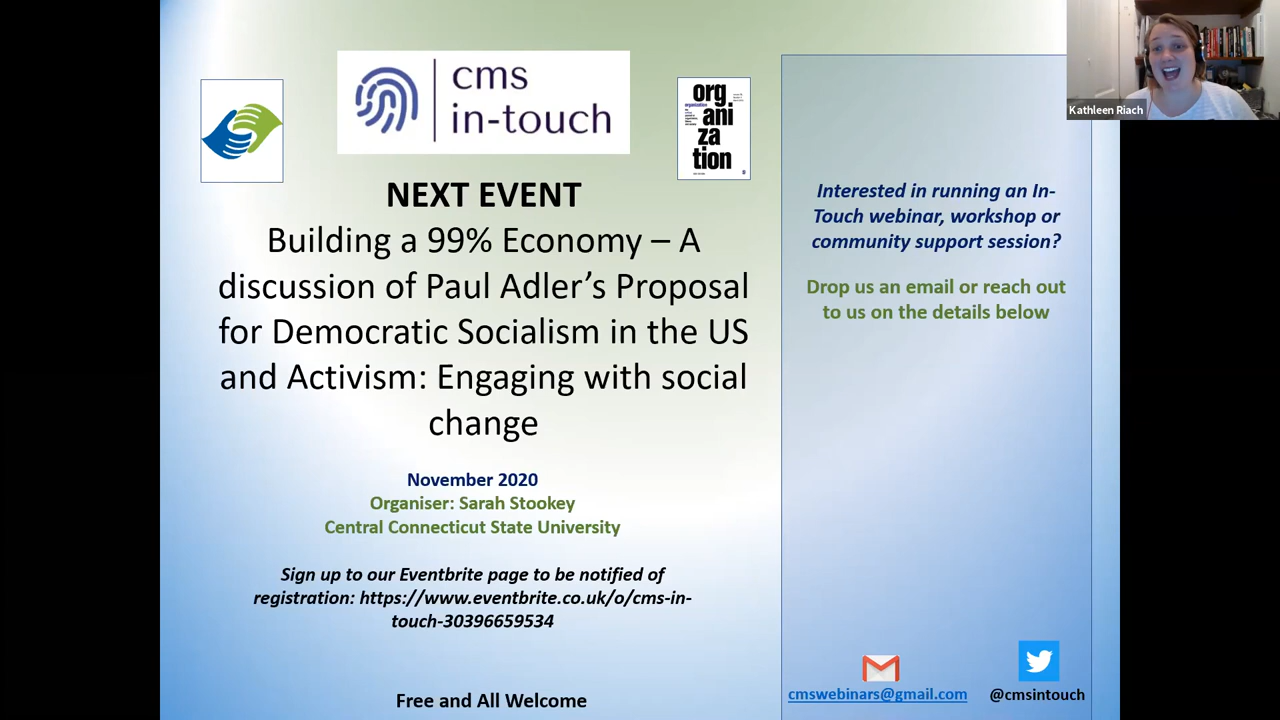 cms
in-touch
org
ani
za
tion
NEXT EVENT
Building a 99% Economy – A
discussion of Paul Adler's Proposal
for Democratic Socialism in the US
and Activism: Engaging with social
change
November 2020
Organiser: Sarah Stookey
Central Connecticut State University
Sign up to our Eventbrite page to be notified of
registration: https://www.eventbrite.co.uk/o/cms-in-
touch-30396659534
Free and All Welcome
Kathleen Riach
Interested in running an In-
Touch webinar, workshop or
community support session?
Drop us an email or reach out
to us on the details below
cmswebinars@gmail.com
@cmsintouch